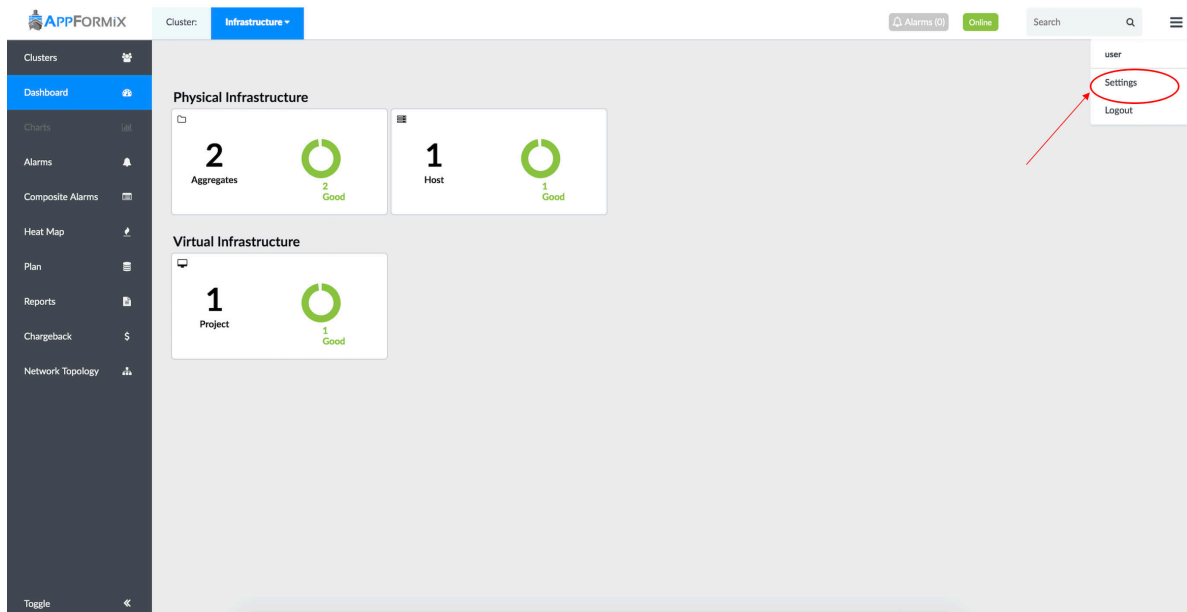 APPFORMIX
Cluster: Infrastructure
Alarms (0) Online Search
Clusters
Dashboard
Charts
Alarms
Composite Alarms
Heat Map
Plan
Reports
Chargeback
Network Topology
Toggle
user
Settings
Logout
Physical Infrastructure
2
Aggregates
2
Good
1
Host
1
Good
Virtual Infrastructure
1
Project
1
Good